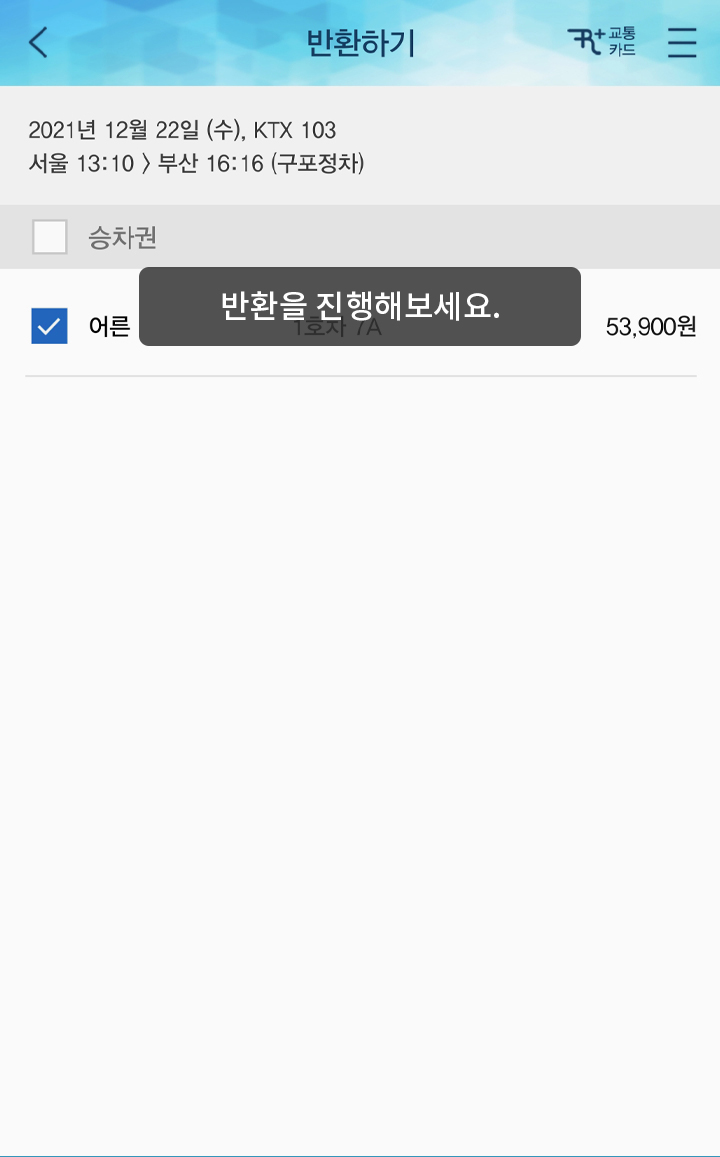 반환하기
교통
카드
2021년 12월 22일 (수), KTX 103
서울 13:10 > 부산 16:16 (구포정차)
승차권
반환을 진행해보세요.
어른 1호차 7A 53,900원